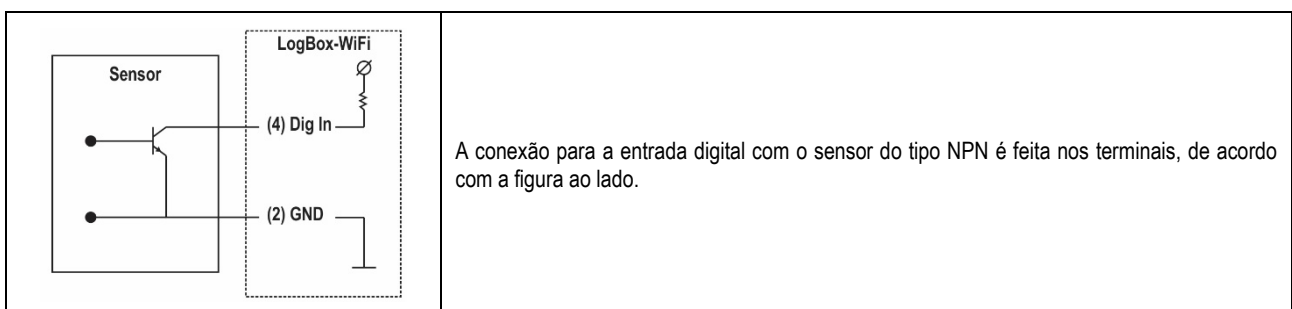 LogBox-WiFi
Sensor
(4) Dig In
(2) GND
A conexão para a entrada digital com o sensor do tipo NPN é feita nos terminais, de acordo
com a figura ao lado.